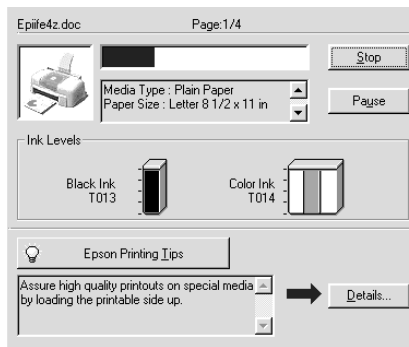 Epiife4z.doc Page:1/4
Stop
Media Type : Plain Paper
Paper Size : Letter 8 1/2 x 11 in
Pause
Ink Levels
Black Ink
T013
Color Ink
T014
Epson Printing Tips
Assure high quality printouts on special media
by loading the printable side up.
Details...